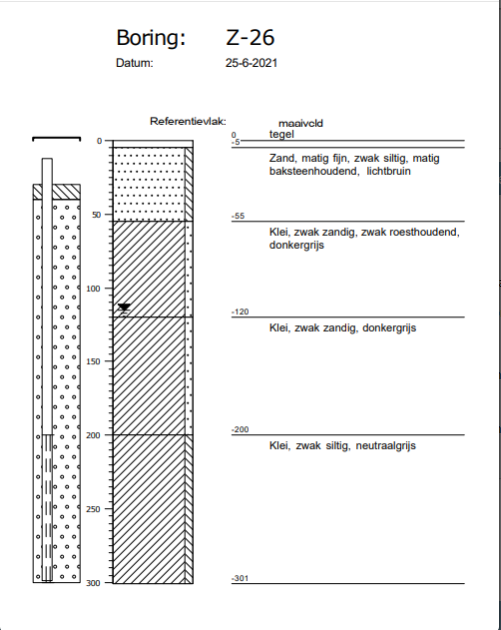 Boring: Z-26
Datum: 25-6-2021
Referentievlak: maaiveld
0 tegel
0
-5
Zand, matig fijn, zwak siltig, matig
baksteenhoudend, lichtbruin
50
-55
Klei, zwak zandig, zwak roesthoudend,
donkergrijs
100
-120
Klei, zwak zandig, donkergrijs
150
200
-200
Klei, zwak siltig, neutraalgrijs
250
300
-301